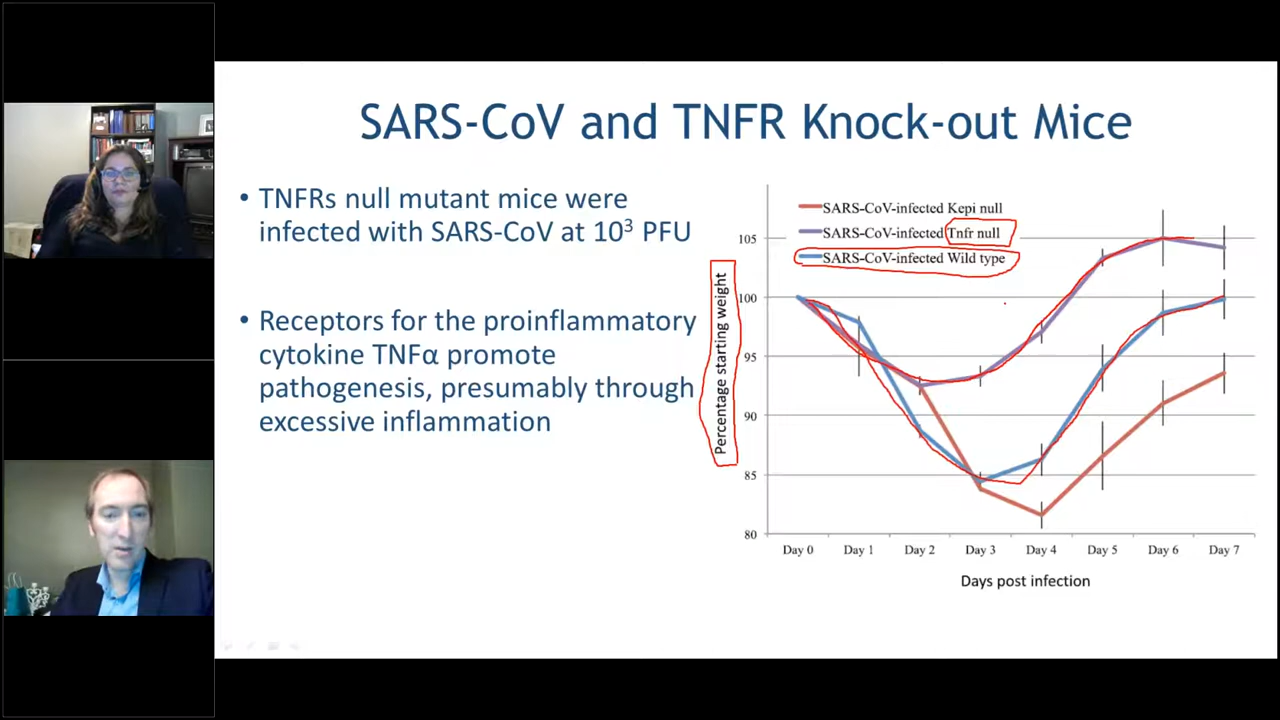 SARS-CoV and TNFR Knock-out Mice
• TNFRs null mutant mice were
infected with SARS-CoV at 10³ PFU
• Receptors for the proinflammatory
cytokine TNFα promote
pathogenesis, presumably through
excessive inflammation
SARS-CoV-infected Kepi null
SARS-CoV-infected Tnfr null
SARS-CoV-infected Wild type
Percentage starting weight
105
100
95
90
85
80
Day 0 Day 1 Day 2 Day 3 Day 4 Day 5 Day 6 Day 7
Days post infection